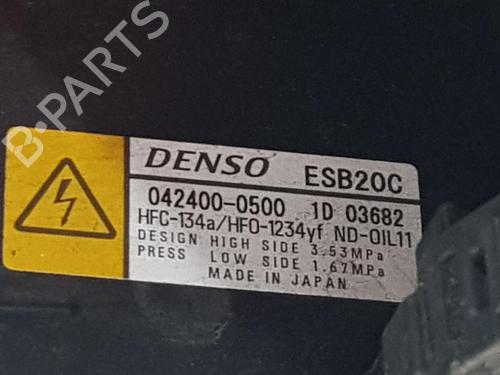 B-PARTS
DENSO ESB20C
042400-0500 1D 03682
HFC-134a/HFO-1234yf ND-OIL11
DESIGN HIGH SIDE 3.53MPa
PRESS LOW SIDE 1.67MPa
MADE IN JAPAN